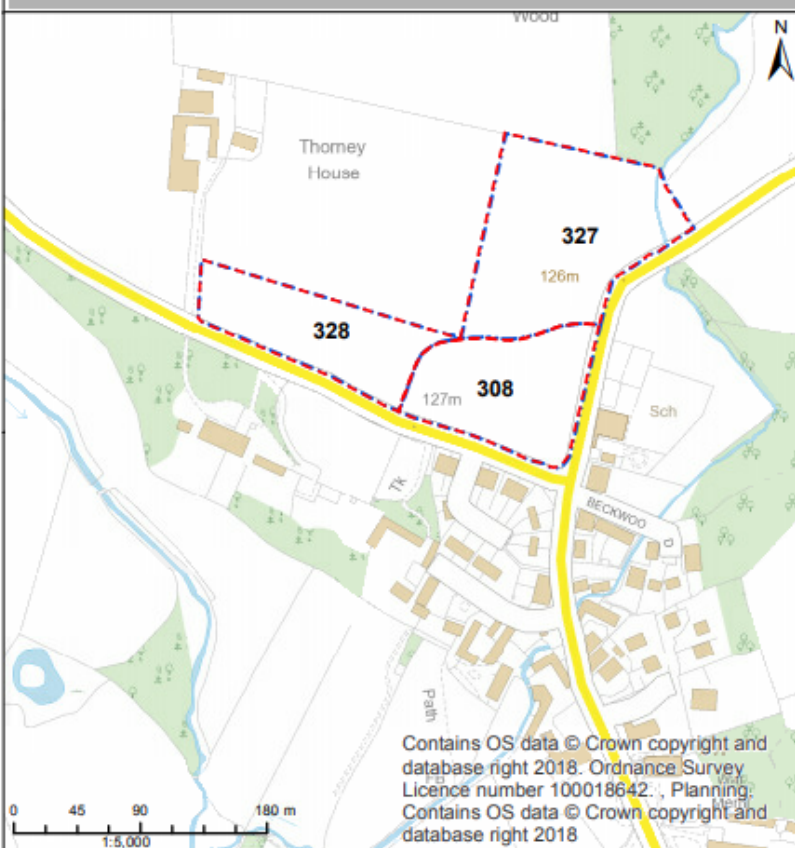 Wood
N
Thorney
House
327
126m
328
308
127m
Sch
Tk
BECKWOO
D
Path
Contains OS data © Crown copyright and
database right 2018. Ordnance Survey
Licence number 100018642. , Planning.
Contains OS data © Crown copyright and
database right 2018
0 45 90 180 m
1:5,000